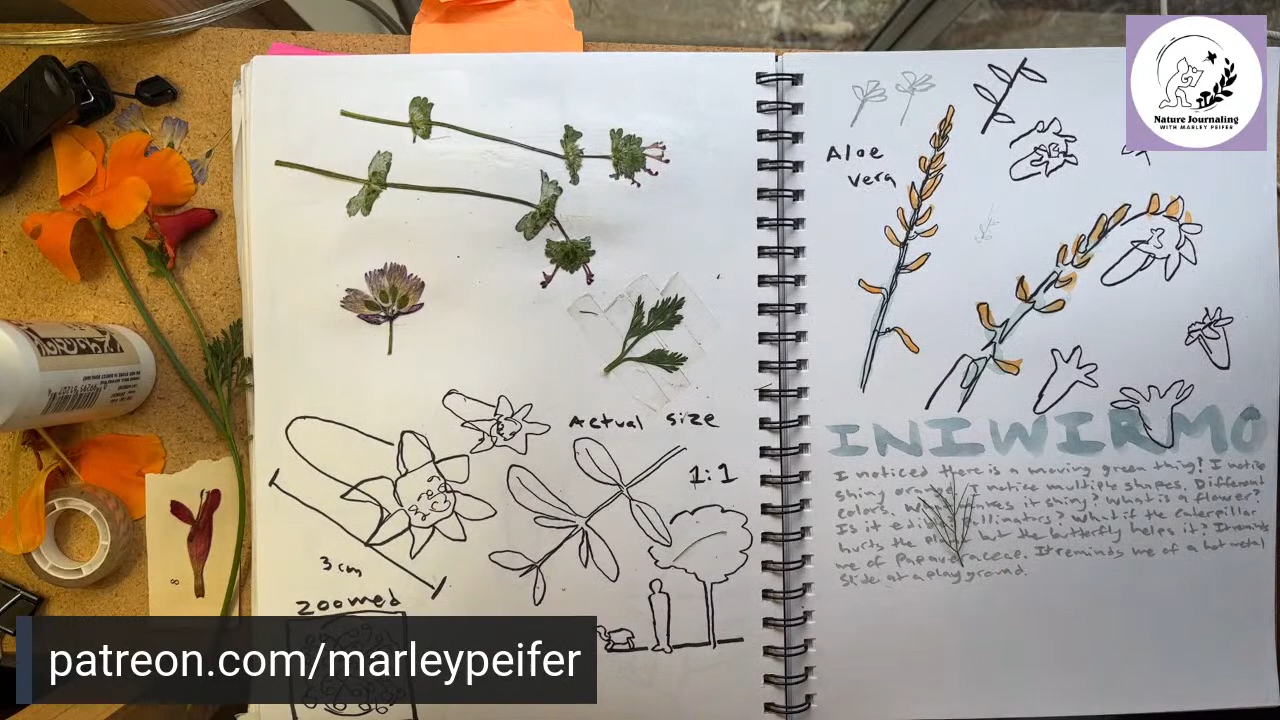 Nature Journaling
WITH MARLEY PEIFER
Aloe
Vera
Actual size
1:1
3 cm
Zoomed
8
INIWIRMO
I noticed there is a moving green thing? I notice
shiny orange I notice multiple shapes. Different
colors. What makes it shiny? What is a flower?
Is it edible pollinators? What if the caterpillar
hurts the plant but the butterfly helps it? It reminds
me of Papaveraceae. It reminds me of a hot metal
slide at a playground.
patreon.com/marleypeifer